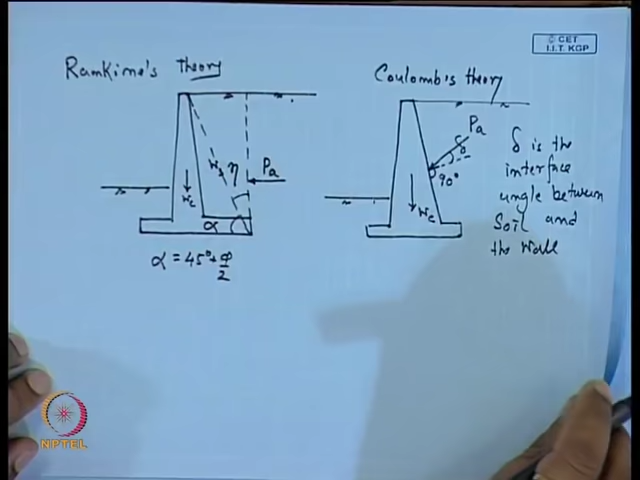 © CET
I.I.T. KGP
Rankine's Theory
Coulomb's theory
Pa
δ
90°
Wc
δ is the
interface
angle between
Soil and
the wall
Ws
η
Pa
Wc
α
α = 45° + φ/2
NPTEL